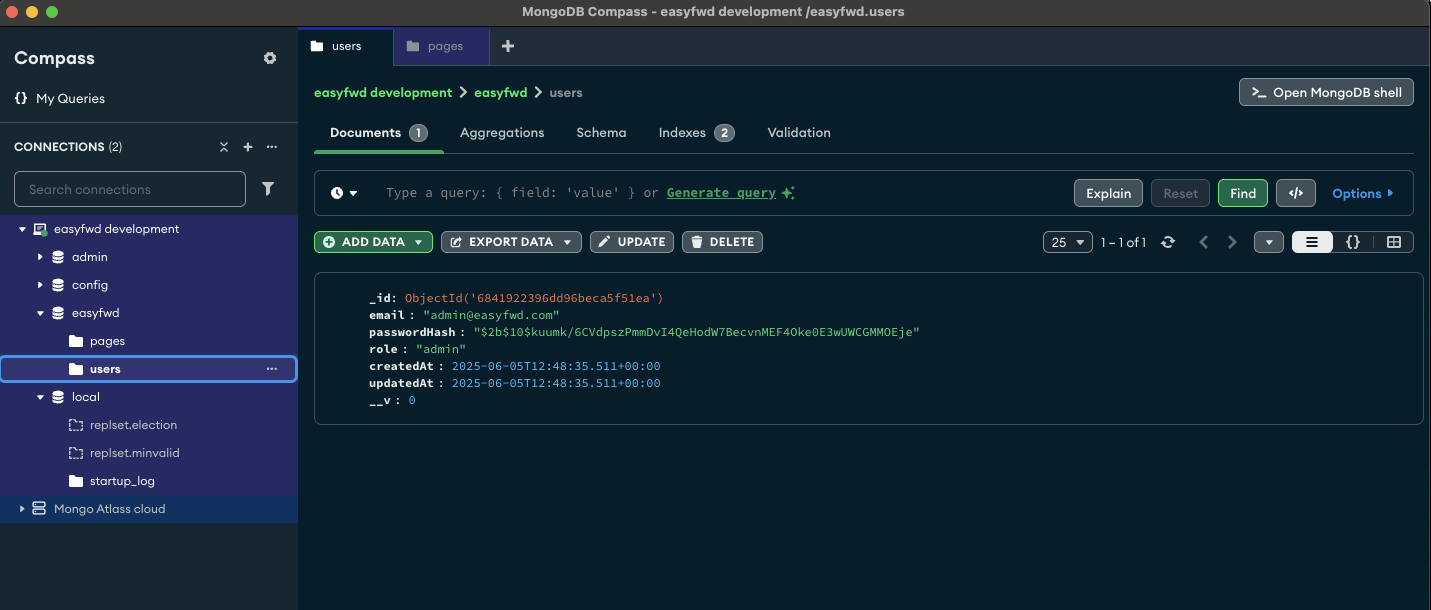 MongoDB Compass - easyfwd development /easyfwd.users
Compass
{} My Queries
CONNECTIONS (2)
Search connections
easyfwd development
admin
config
easyfwd
pages
users
local
replset.election
replset.minvalid
startup_log
Mongo Atlass cloud
users pages
easyfwd development > easyfwd > users
>_ Open MongoDB shell
Documents 1 Aggregations Schema Indexes 2 Validation
Type a query: { field: 'value' } or Generate query Explain Reset Find </> Options
ADD DATA EXPORT DATA UPDATE DELETE 25 1 – 1 of 1 {}
_id: ObjectId('6841922396dd96beca5f51ea')
email : "admin@easyfwd.com"
passwordHash : "$2b$10$kuumk/6CVdpszPmmDvI4QeHodW7BecvnMEF4Oke0E3wUWCGMMOEje"
role : "admin"
createdAt : 2025-06-05T12:48:35.511+00:00
updatedAt : 2025-06-05T12:48:35.511+00:00
__v : 0